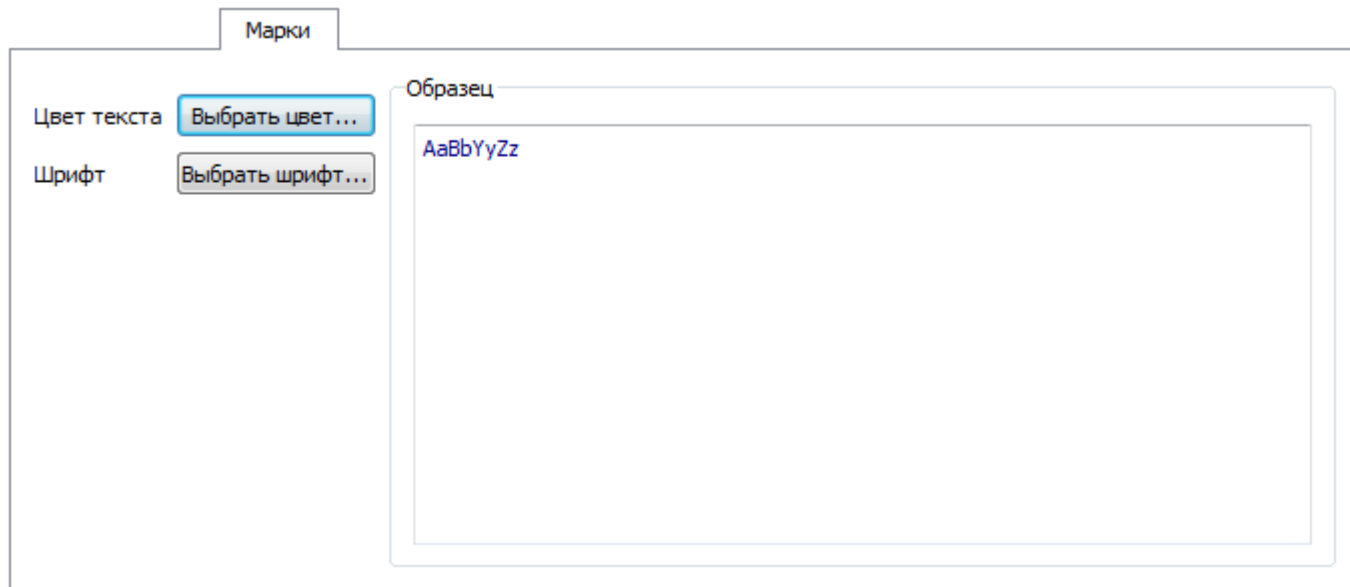 Марки
Цвет текста
Выбрать цвет...
Шрифт
Выбрать шрифт...
Образец
AaBbYyZz